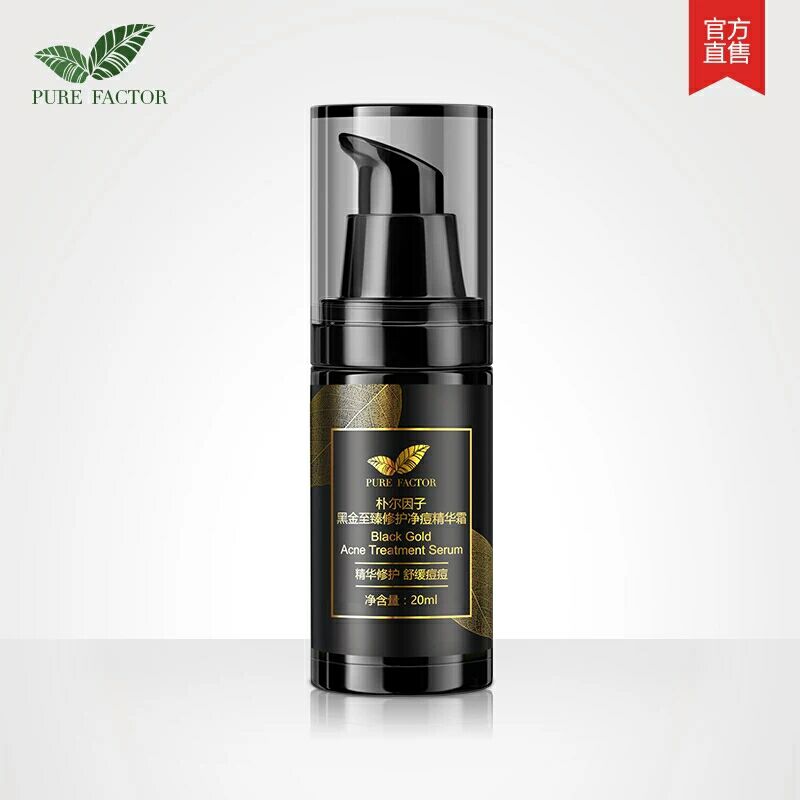 PURE FACTOR
官方
直售
PURE FACTOR
朴尔因子
黑金至臻修护净痘精华霜
Black Gold
Acne Treatment Serum
精华修护 舒缓痘痘
净含量：20ml